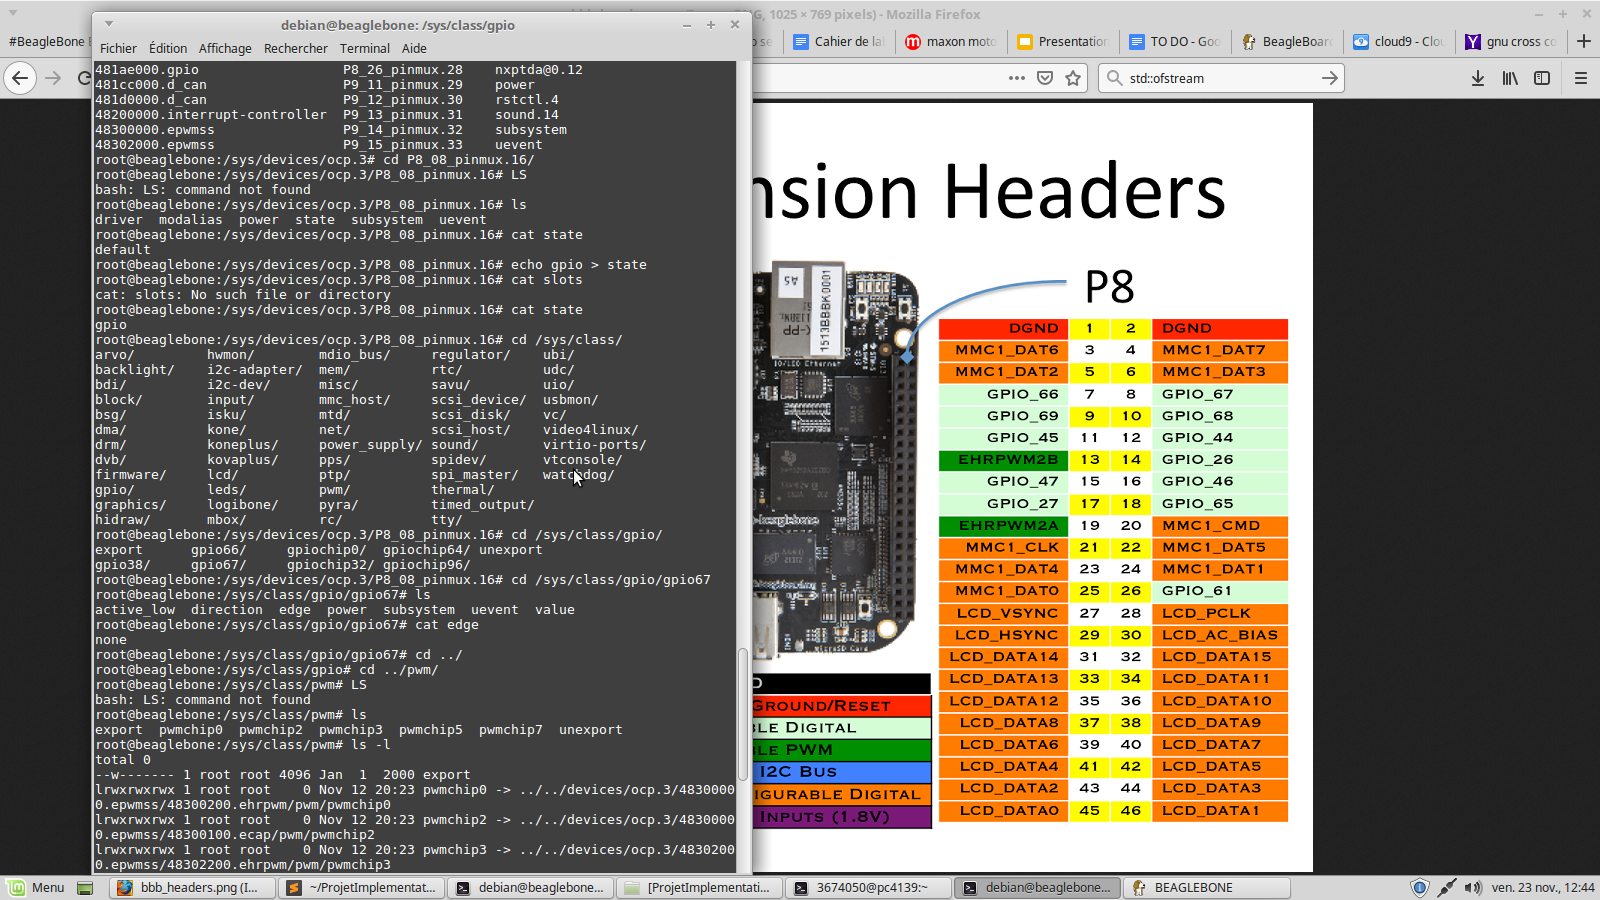 debian@beaglebone: /sys/class/gpio
NG, 1025 × 769 pixels) - Mozilla Firefox
#BeagleBone
Cahier de la
maxon mot
Presentation
TO DO - Goo
BeagleBoar
cloud9 - Clo
gnu cross co
Fichier Édition Affichage Rechercher Terminal Aide
std::ofstream
481ae000.gpio P8_26_pinmux.28 nxptda@0.12
481cc000.d_can P9_11_pinmux.29 power
481d0000.d_can P9_12_pinmux.30 rstctl.4
48200000.interrupt-controller P9_13_pinmux.31 sound.14
48300000.epwmss P9_14_pinmux.32 subsystem
48302000.epwmss P9_15_pinmux.33 uevent
root@beaglebone:/sys/devices/ocp.3# cd P8_08_pinmux.16/
root@beaglebone:/sys/devices/ocp.3/P8_08_pinmux.16# LS
bash: LS: command not found
root@beaglebone:/sys/devices/ocp.3/P8_08_pinmux.16# ls
driver modalias power state subsystem uevent
root@beaglebone:/sys/devices/ocp.3/P8_08_pinmux.16# cat state
default
root@beaglebone:/sys/devices/ocp.3/P8_08_pinmux.16# echo gpio > state
root@beaglebone:/sys/devices/ocp.3/P8_08_pinmux.16# cat slots
cat: slots: No such file or directory
root@beaglebone:/sys/devices/ocp.3/P8_08_pinmux.16# cat state
gpio
root@beaglebone:/sys/devices/ocp.3/P8_08_pinmux.16# cd /sys/class/
arvo/ hwmon/ mdio_bus/ regulator/ ubi/
backlight/ i2c-adapter/ mem/ rtc/ udc/
bdi/ i2c-dev/ misc/ savu/ uio/
block/ input/ mmc_host/ scsi_device/ usbmon/
bsg/ isku/ mtd/ scsi_disk/ vc/
dma/ kone/ net/ scsi_host/ video4linux/
drm/ koneplus/ power_supply/ sound/ virtio-ports/
dvb/ kovaplus/ pps/ spidev/ vtconsole/
firmware/ lcd/ ptp/ spi_master/ watchdog/
gpio/ leds/ pwm/ thermal/
graphics/ logibone/ pyra/ timed_output/
hidraw/ mbox/ rc/ tty/
root@beaglebone:/sys/devices/ocp.3/P8_08_pinmux.16# cd /sys/class/gpio/
export gpio66/ gpiochip0/ gpiochip64/ unexport
gpio38/ gpio67/ gpiochip32/ gpiochip96/
root@beaglebone:/sys/devices/ocp.3/P8_08_pinmux.16# cd /sys/class/gpio/gpio67
root@beaglebone:/sys/class/gpio/gpio67# ls
active_low direction edge power subsystem uevent value
root@beaglebone:/sys/class/gpio/gpio67# cat edge
none
root@beaglebone:/sys/class/gpio/gpio67# cd ../
root@beaglebone:/sys/class/gpio# cd ../pwm/
root@beaglebone:/sys/class/pwm# LS
bash: LS: command not found
root@beaglebone:/sys/class/pwm# ls
export pwmchip0 pwmchip2 pwmchip3 pwmchip5 pwmchip7 unexport
root@beaglebone:/sys/class/pwm# ls -l
total 0
--w------- 1 root root 4096 Jan 1 2000 export
lrwxrwxrwx 1 root root 0 Nov 12 20:23 pwmchip0 -> ../../devices/ocp.3/4830000
0.epwmss/48300200.ehrpwm/pwm/pwmchip0
lrwxrwxrwx 1 root root 0 Nov 12 20:23 pwmchip2 -> ../../devices/ocp.3/4830000
0.epwmss/48300100.ecap/pwm/pwmchip2
lrwxrwxrwx 1 root root 0 Nov 12 20:23 pwmchip3 -> ../../devices/ocp.3/4830200
0.epwmss/48302200.ehrpwm/pwm/pwmchip3
nsion Headers
P8
A5
1513BBBK0001
10/100 Ethernet
microSD Card
DGND 1 2 DGND
MMC1_DAT6 3 4 MMC1_DAT7
MMC1_DAT2 5 6 MMC1_DAT3
GPIO_66 7 8 GPIO_67
GPIO_69 9 10 GPIO_68
GPIO_45 11 12 GPIO_44
EHRPWM2B 13 14 GPIO_26
GPIO_47 15 16 GPIO_46
GPIO_27 17 18 GPIO_65
EHRPWM2A 19 20 MMC1_CMD
MMC1_CLK 21 22 MMC1_DAT5
MMC1_DAT4 23 24 MMC1_DAT1
MMC1_DAT0 25 26 GPIO_61
LCD_VSYNC 27 28 LCD_PCLK
LCD_HSYNC 29 30 LCD_AC_BIAS
LCD_DATA14 31 32 LCD_DATA15
LCD_DATA13 33 34 LCD_DATA11
LCD_DATA12 35 36 LCD_DATA10
LCD_DATA8 37 38 LCD_DATA9
LCD_DATA6 39 40 LCD_DATA7
LCD_DATA4 41 42 LCD_DATA5
LCD_DATA2 43 44 LCD_DATA3
LCD_DATA0 45 46 LCD_DATA1
D
Ground/Reset
ble Digital
ble PWM
I2C Bus
igurable Digital
Inputs (1.8V)
Menu
bbb_headers.png (I...
~/ProjetImplementat...
debian@beaglebone...
[ProjetImplementati...
3674050@pc4139:~
debian@beaglebone...
BEAGLEBONE
ven. 23 nov., 12:44